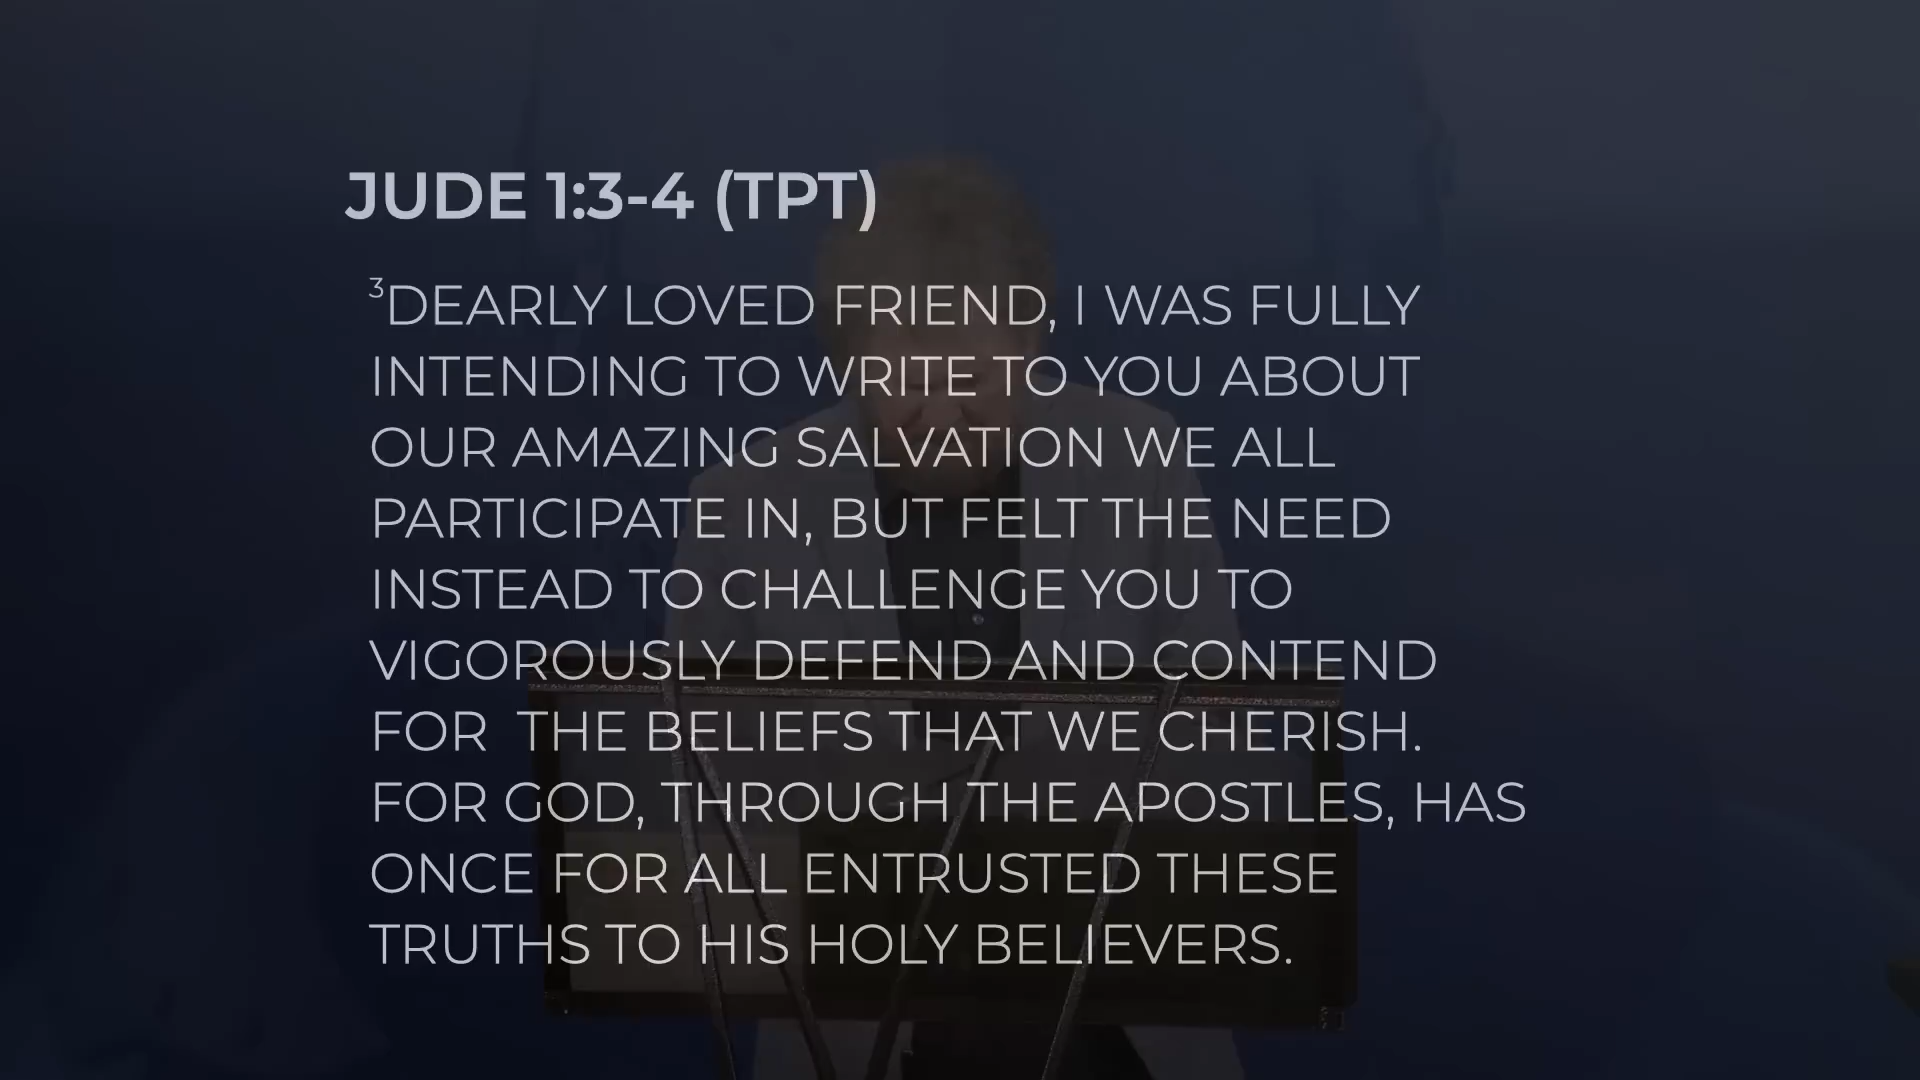 JUDE 1:3-4 (TPT)
³DEARLY LOVED FRIEND, I WAS FULLY
INTENDING TO WRITE TO YOU ABOUT
OUR AMAZING SALVATION WE ALL
PARTICIPATE IN, BUT FELT THE NEED
INSTEAD TO CHALLENGE YOU TO
VIGOROUSLY DEFEND AND CONTEND
FOR  THE BELIEFS THAT WE CHERISH.
FOR GOD, THROUGH THE APOSTLES, HAS
ONCE FOR ALL ENTRUSTED THESE
TRUTHS TO HIS HOLY BELIEVERS.